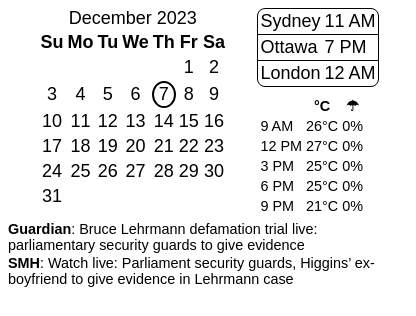 December 2023
Su Mo Tu We Th Fr Sa
1 2
3 4 5 6 7 8 9
10 11 12 13 14 15 16
17 18 19 20 21 22 23
24 25 26 27 28 29 30
31
Sydney 11 AM
Ottawa 7 PM
London 12 AM
°C ☂
9 AM 26°C 0%
12 PM 27°C 0%
3 PM 25°C 0%
6 PM 25°C 0%
9 PM 21°C 0%
Guardian: Bruce Lehrmann defamation trial live:
parliamentary security guards to give evidence
SMH: Watch live: Parliament security guards, Higgins’ ex-
boyfriend to give evidence in Lehrmann case